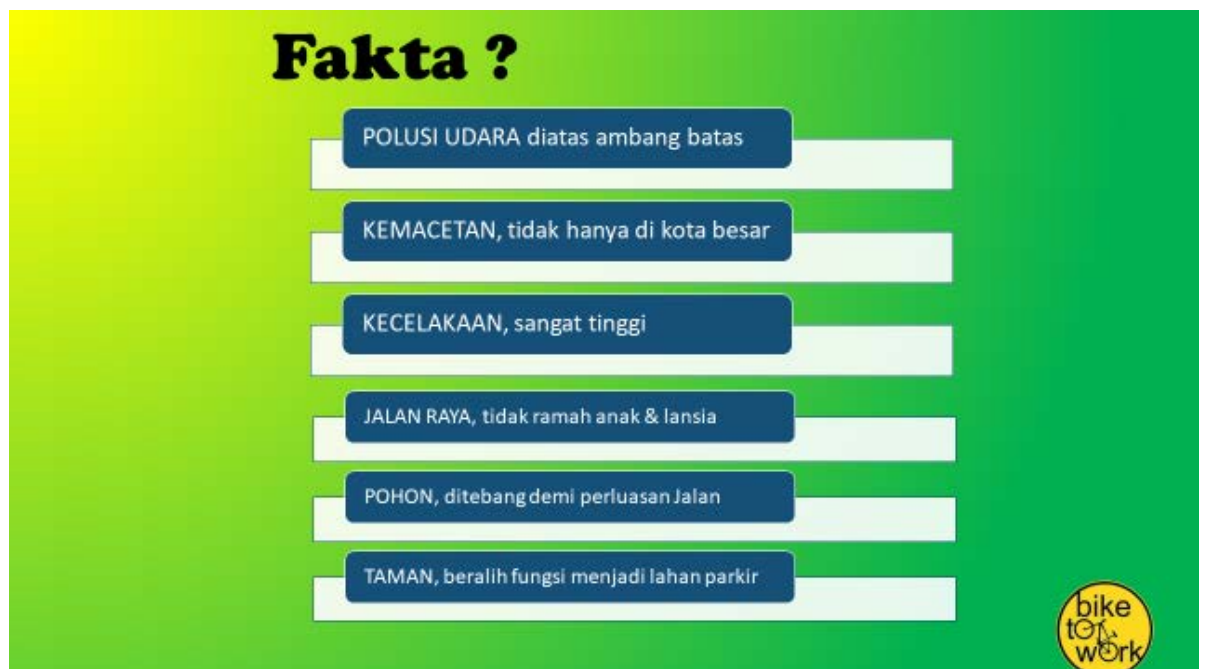 Fakta ?
POLUSI UDARA diatas ambang batas
KEMACETAN, tidak hanya di kota besar
KECELAKAAN, sangat tinggi
JALAN RAYA, tidak ramah anak & lansia
POHON, ditebang demi perluasan Jalan
TAMAN, beralih fungsi menjadi lahan parkir
bike
to
work